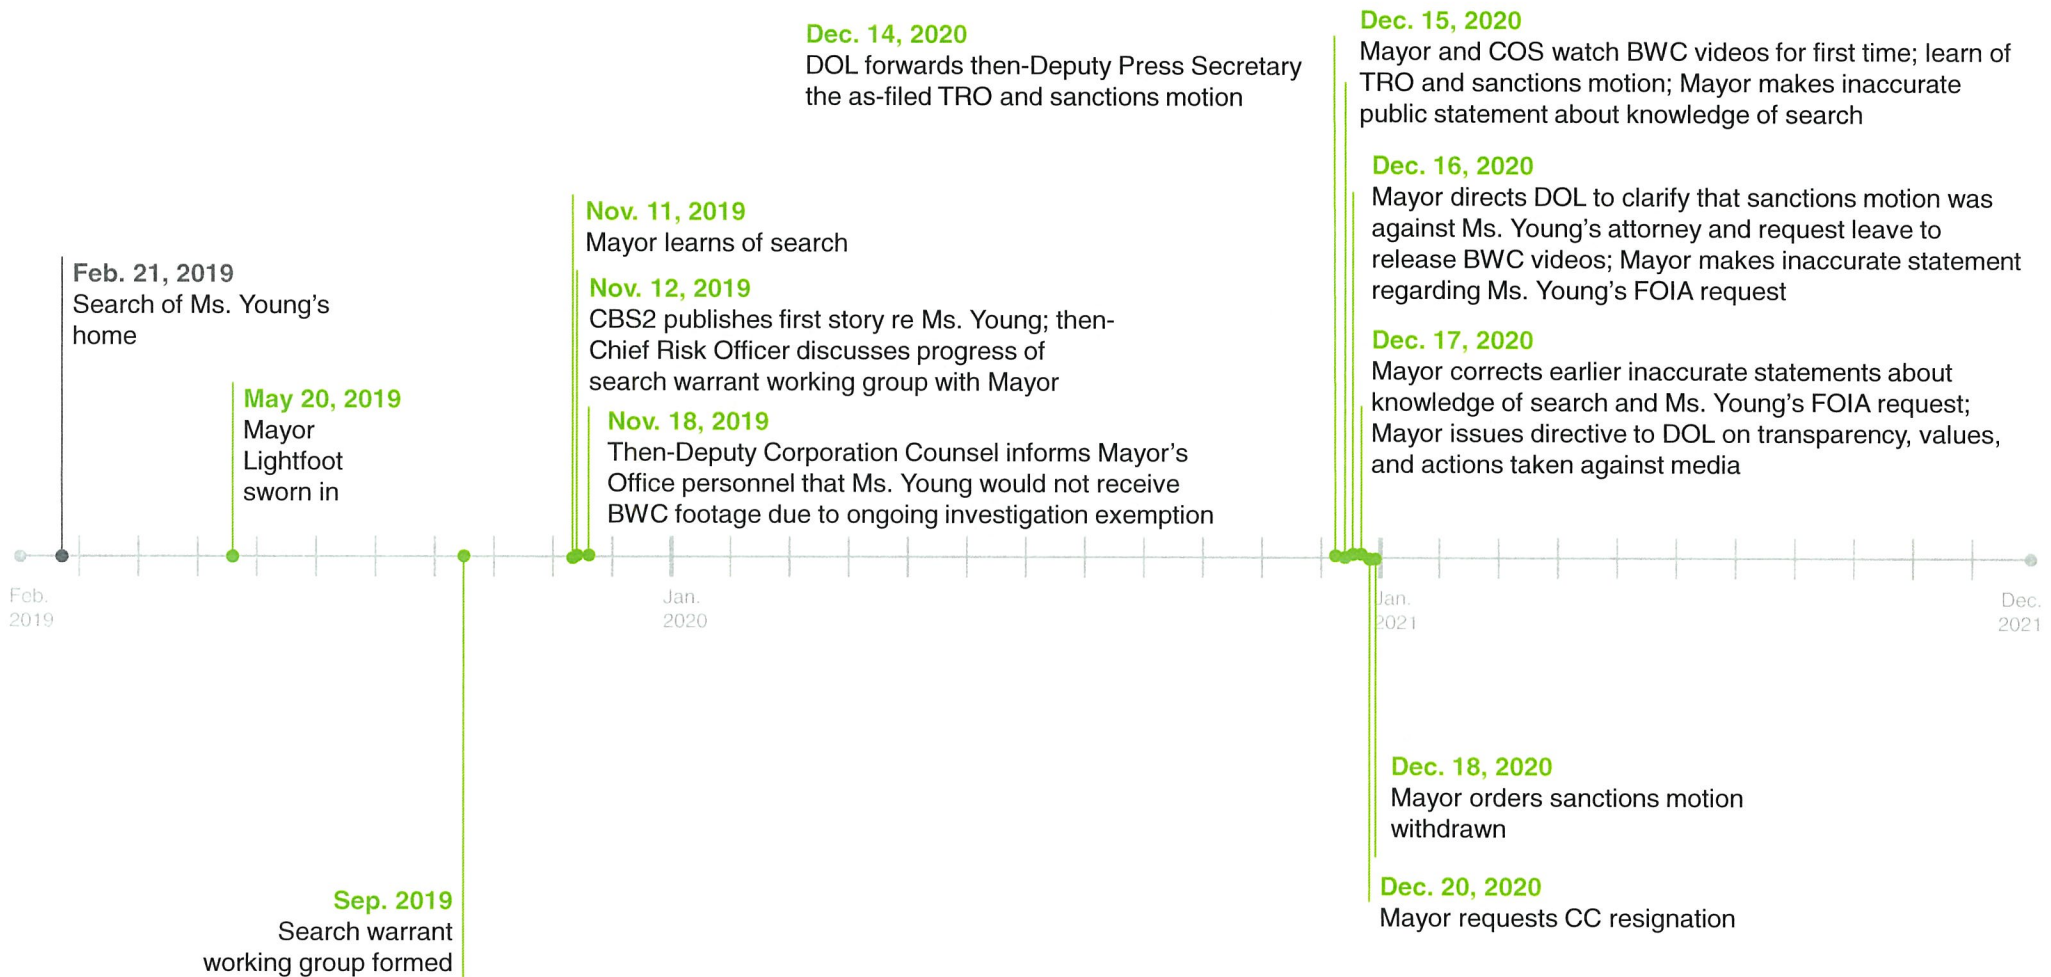 Feb. 21, 2019
Search of Ms. Young's
home
May 20, 2019
Mayor
Lightfoot
sworn in
Sep. 2019
Search warrant
working group formed
Nov. 11, 2019
Mayor learns of search
Nov. 12, 2019
CBS2 publishes first story re Ms. Young; then-
Chief Risk Officer discusses progress of
search warrant working group with Mayor
Nov. 18, 2019
Then-Deputy Corporation Counsel informs Mayor's
Office personnel that Ms. Young would not receive
BWC footage due to ongoing investigation exemption
Dec. 14, 2020
DOL forwards then-Deputy Press Secretary
the as-filed TRO and sanctions motion
Dec. 15, 2020
Mayor and COS watch BWC videos for first time; learn of
TRO and sanctions motion; Mayor makes inaccurate
public statement about knowledge of search
Dec. 16, 2020
Mayor directs DOL to clarify that sanctions motion was
against Ms. Young's attorney and request leave to
release BWC videos; Mayor makes inaccurate statement
regarding Ms. Young's FOIA request
Dec. 17, 2020
Mayor corrects earlier inaccurate statements about
knowledge of search and Ms. Young's FOIA request;
Mayor issues directive to DOL on transparency, values,
and actions taken against media
Dec. 18, 2020
Mayor orders sanctions motion
withdrawn
Dec. 20, 2020
Mayor requests CC resignation
Feb.
2019
Jan.
2020
Jan.
2021
Dec.
2021